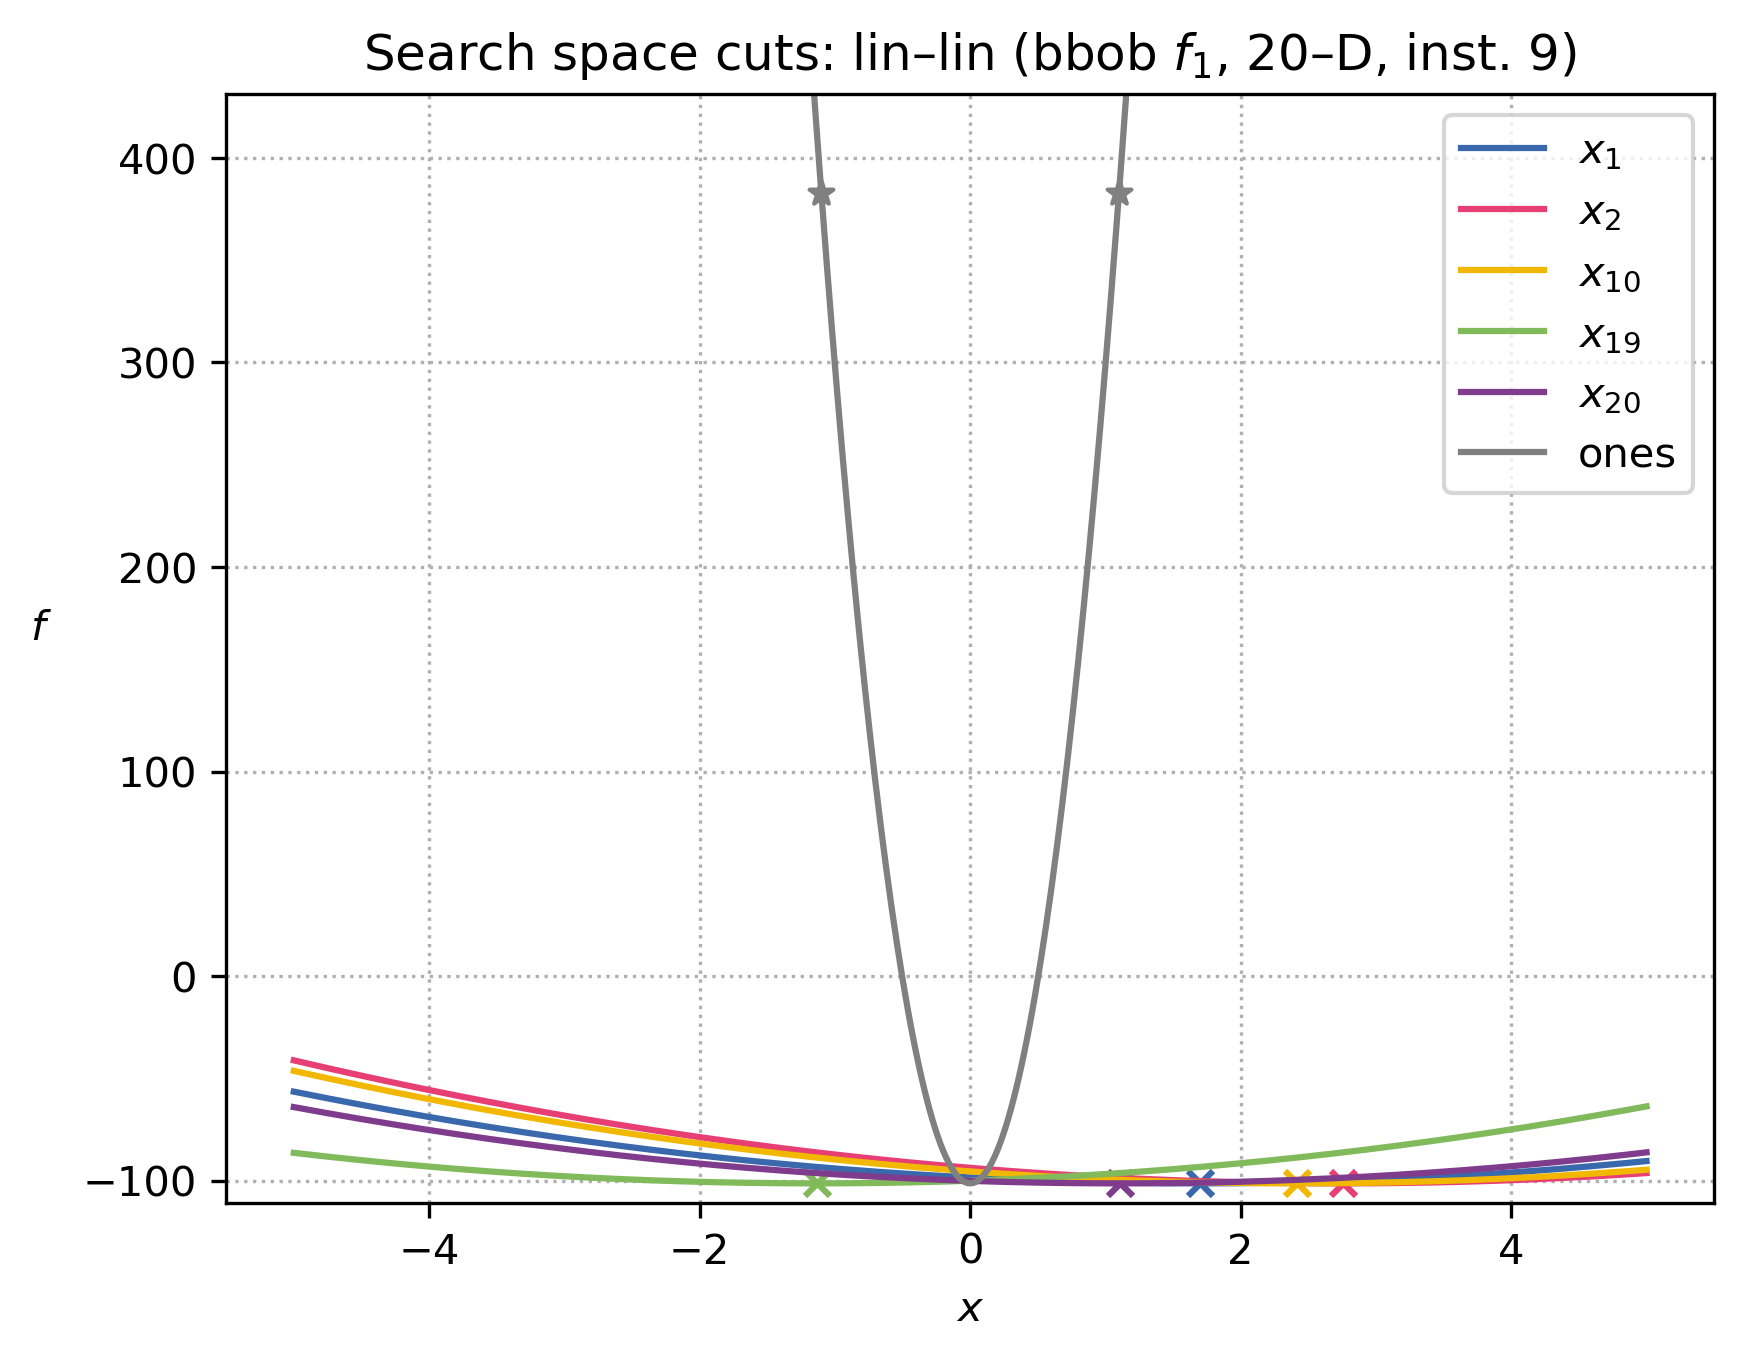 Search space cuts: lin–lin (bbob f₁, 20–D, inst. 9)
400
300
200
100
0
−100
f
−4
−2
0
2
4
x
x₁
x₂
x₁₀
x₁₉
x₂₀
ones